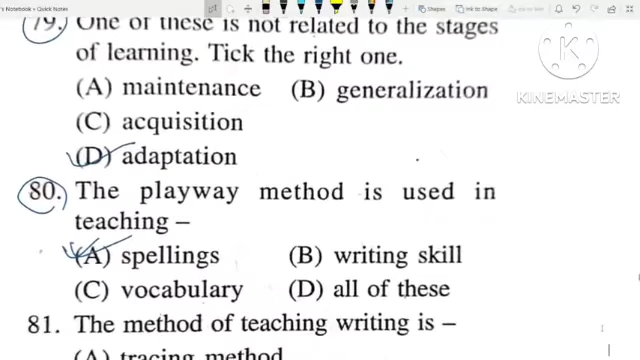 's Notebook » Quick Notes
Shapes
Ink to Shape
79. One of these is not related to the stages
of learning. Tick the right one.
(A) maintenance (B) generalization
(C) acquisition
(D) adaptation
80. The playway method is used in
teaching –
(A) spellings (B) writing skill
(C) vocabulary (D) all of these
81. The method of teaching writing is –
(A) tracing method
K
KINEMASTER